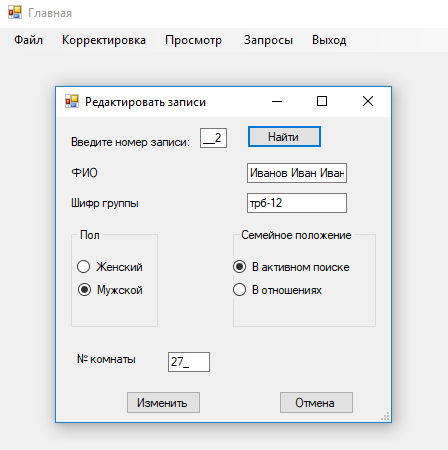 Главная
Файл Корректировка Просмотр Запросы Выход
Редактировать записи
Введите номер записи: __2 Найти
ФИО Иванов Иван Иван
Шифр группы трб-12
Пол Семейное положение
Женский В активном поиске
Мужской В отношениях
№ комнаты 27_
Изменить Отмена